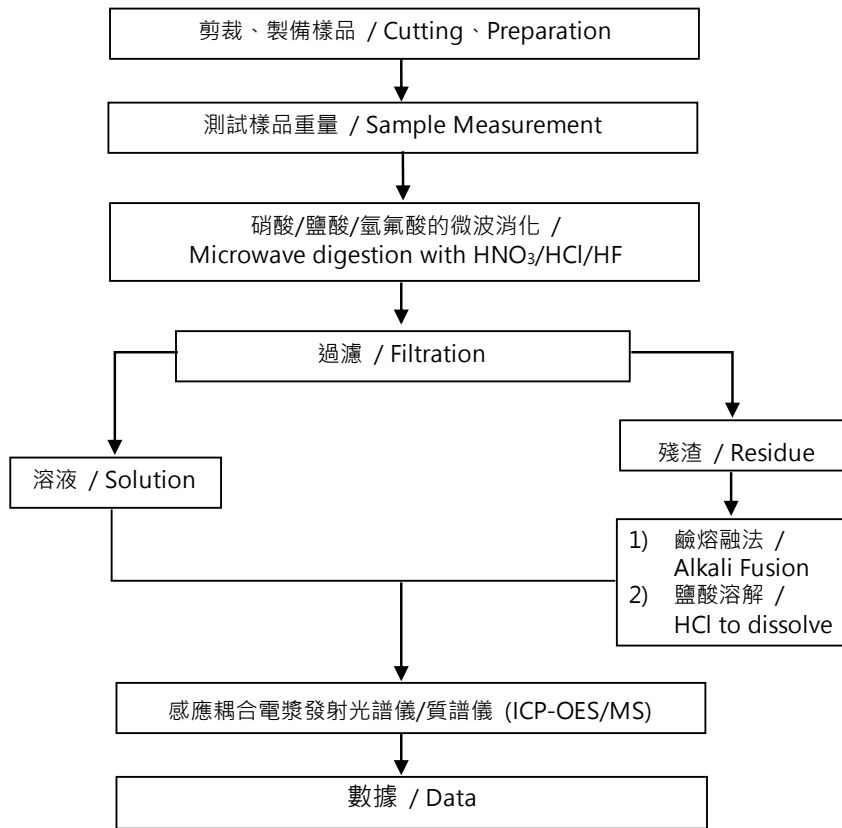 剪裁、製備樣品 / Cutting、Preparation
測試樣品重量 / Sample Measurement
硝酸/鹽酸/氫氟酸的微波消化 /
Microwave digestion with HNO₃/HCl/HF
過濾 / Filtration
溶液 / Solution
殘渣 / Residue
1) 鹼熔融法 /
Alkali Fusion
2) 鹽酸溶解 /
HCl to dissolve
感應耦合電漿發射光譜儀/質譜儀 (ICP-OES/MS)
數據 / Data